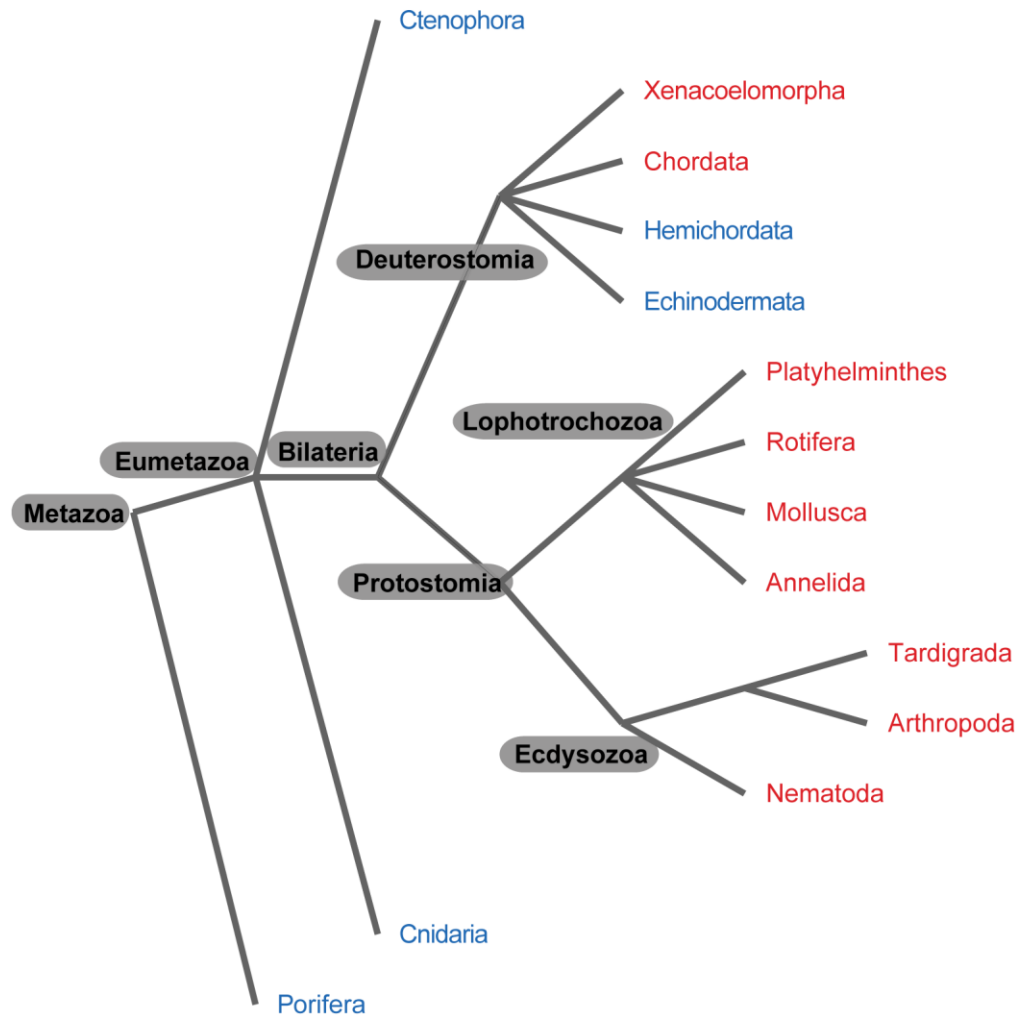 Ctenophora
Xenacoelomorpha
Chordata
Hemichordata
Deuterostomia
Echinodermata
Platyhelminthes
Lophotrochozoa
Rotifera
Bilateria
Eumetazoa
Metazoa
Mollusca
Protostomia
Annelida
Tardigrada
Arthropoda
Ecdysozoa
Nematoda
Cnidaria
Porifera